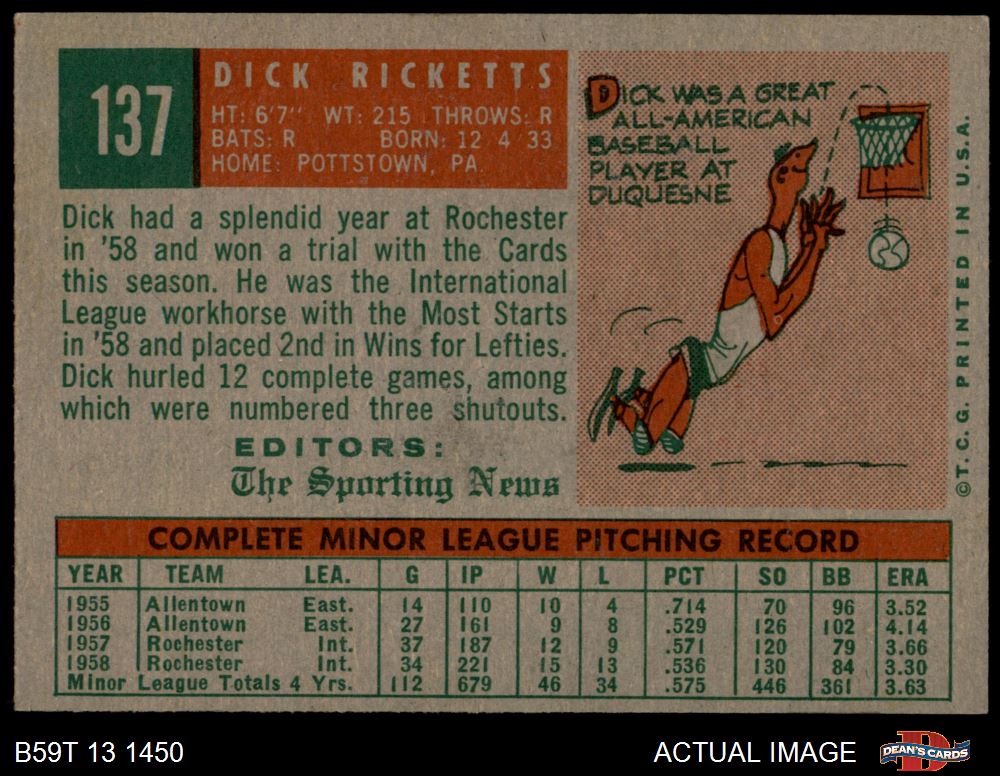 137
DICK RICKETTS
HT: 6'7" WT: 215 THROWS: R
BATS: R BORN: 12 4 33
HOME: POTTSTOWN, PA.
Dick had a splendid year at Rochester
in '58 and won a trial with the Cards
this season. He was the International
League workhorse with the Most Starts
in '58 and placed 2nd in Wins for Lefties.
Dick hurled 12 complete games, among
which were numbered three shutouts.
EDITORS:
The Sporting News
DICK WAS A GREAT
ALL-AMERICAN
BASEBALL
PLAYER AT
DUQUESNE
©T. C. G. PRINTED IN U.S.A.
COMPLETE MINOR LEAGUE PITCHING RECORD
YEAR TEAM LEA. G IP W L PCT SO BB ERA
1955 Allentown East. 14 110 10 4 .714 70 96 3.52
1956 Allentown East. 27 161 9 8 .529 126 102 4.14
1957 Rochester Int. 37 187 12 9 .571 120 79 3.66
1958 Rochester Int. 34 221 15 13 .536 130 84 3.30
Minor League Totals 4 Yrs. 112 679 46 34 .575 446 361 3.63
B59T 13 1450
ACTUAL IMAGE
D
DEAN'S CARDS